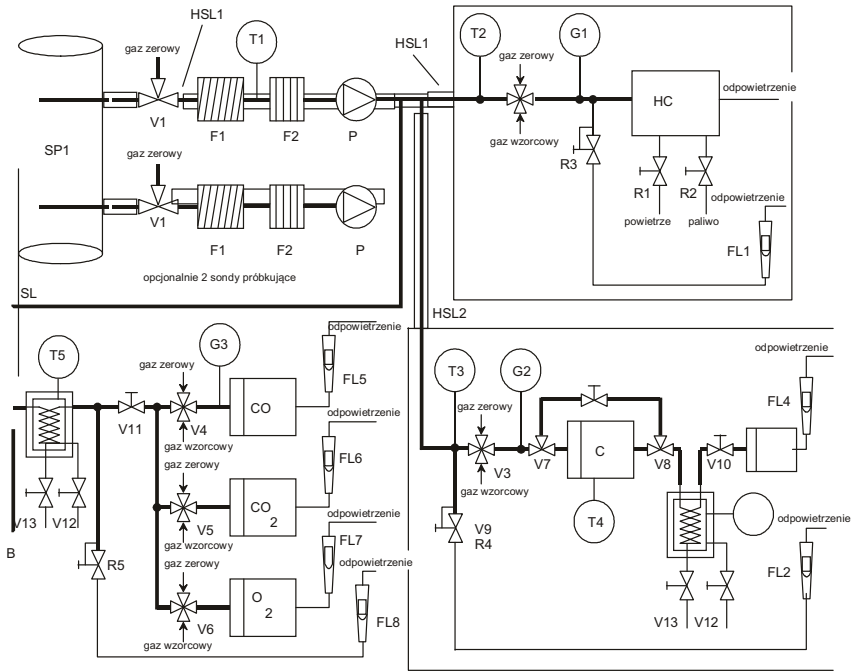 HSL1
gaz zerowy
T1
V1
F1
F2
P
SP1
gaz zerowy
V1
F1
F2
P
opcjonalnie 2 sondy próbkujące
SL
HSL1
T2
gaz zerowy
gaz wzorcowy
G1
HC
odpowietrzenie
R3
R1
R2
powietrze
paliwo
odpowietrzenie
FL1
HSL2
T5
V13
V12
B
V11
R5
gaz zerowy
G3
V4
gaz wzorcowy
CO
odpowietrzenie
FL5
gaz zerowy
V5
gaz wzorcowy
CO
2
odpowietrzenie
FL6
gaz zerowy
V6
gaz wzorcowy
O
2
odpowietrzenie
FL7
odpowietrzenie
FL8
T3
G2
gaz zerowy
V3
gaz wzorcowy
V7
C
V8
T4
V9
R4
V10
odpowietrzenie
FL4
V13
V12
odpowietrzenie
FL2